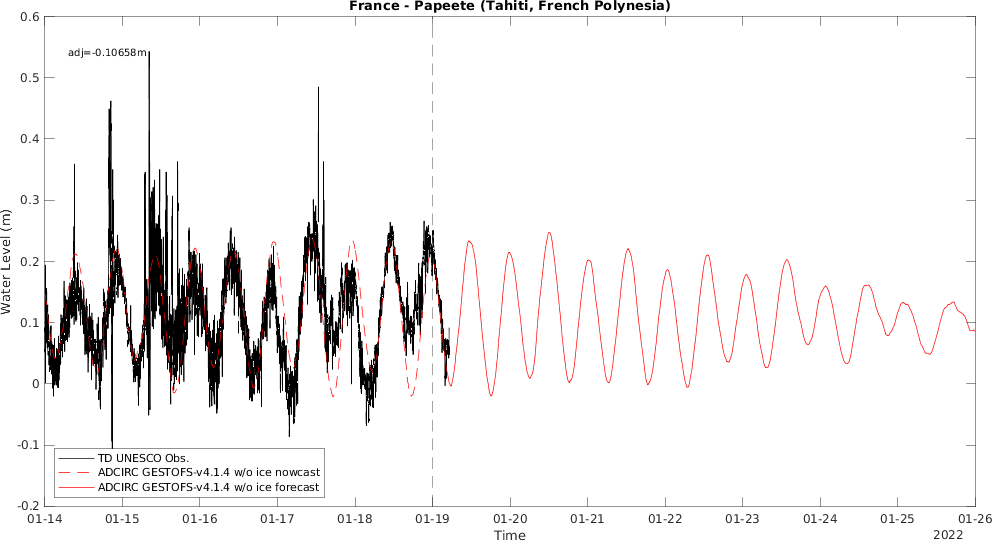 France - Papeete (Tahiti, French Polynesia)
0.6
adj=-0.10658m
0.5
0.4
0.3
0.2
0.1
0
-0.1
-0.2
Water Level (m)
TD UNESCO Obs.
ADCIRC GESTOFS-v4.1.4 w/o ice nowcast
ADCIRC GESTOFS-v4.1.4 w/o ice forecast
01-14 01-15 01-16 01-17 01-18 01-19 01-20 01-21 01-22 01-23 01-24 01-25 01-26
Time
2022